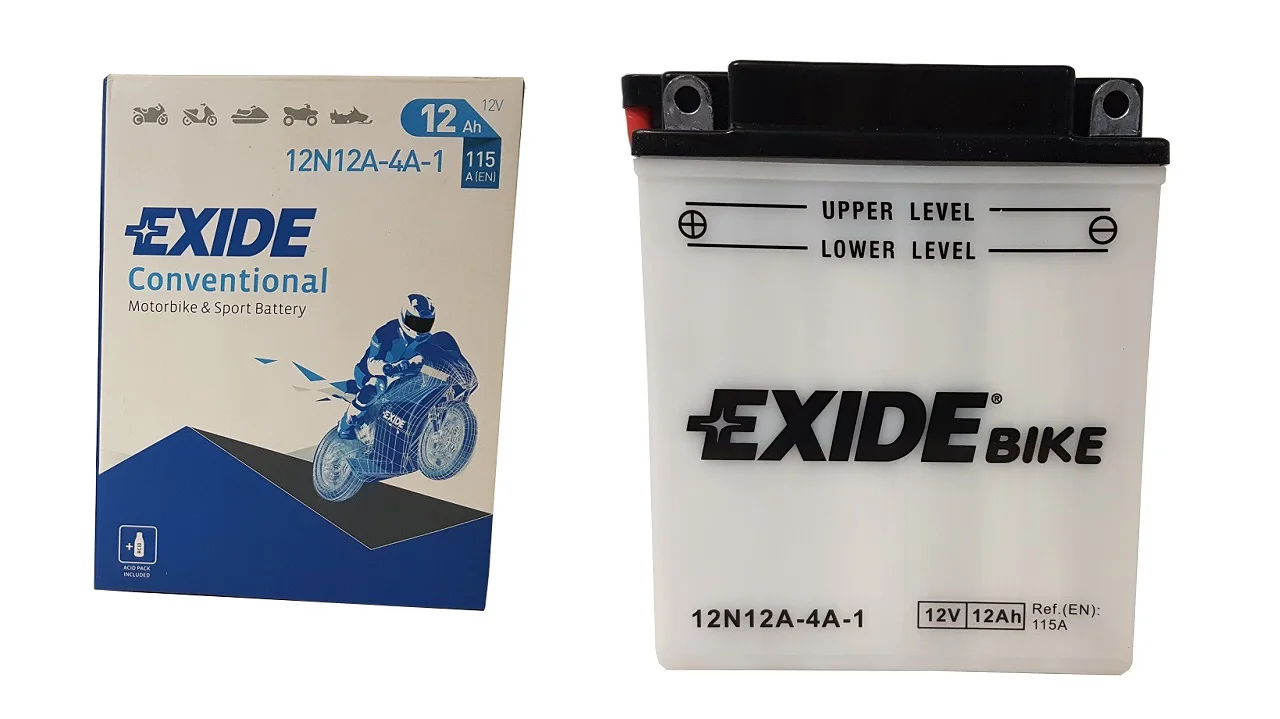 12V
12 Ah
12N12A-4A-1
115
A (EN)
EXIDE
Conventional
Motorbike & Sport Battery
EXIDE
+
ACID
ACID PACK
INCLUDED
UPPER LEVEL
LOWER LEVEL
EXIDE® BIKE
12N12A-4A-1
12V 12Ah
Ref.(EN):
115A